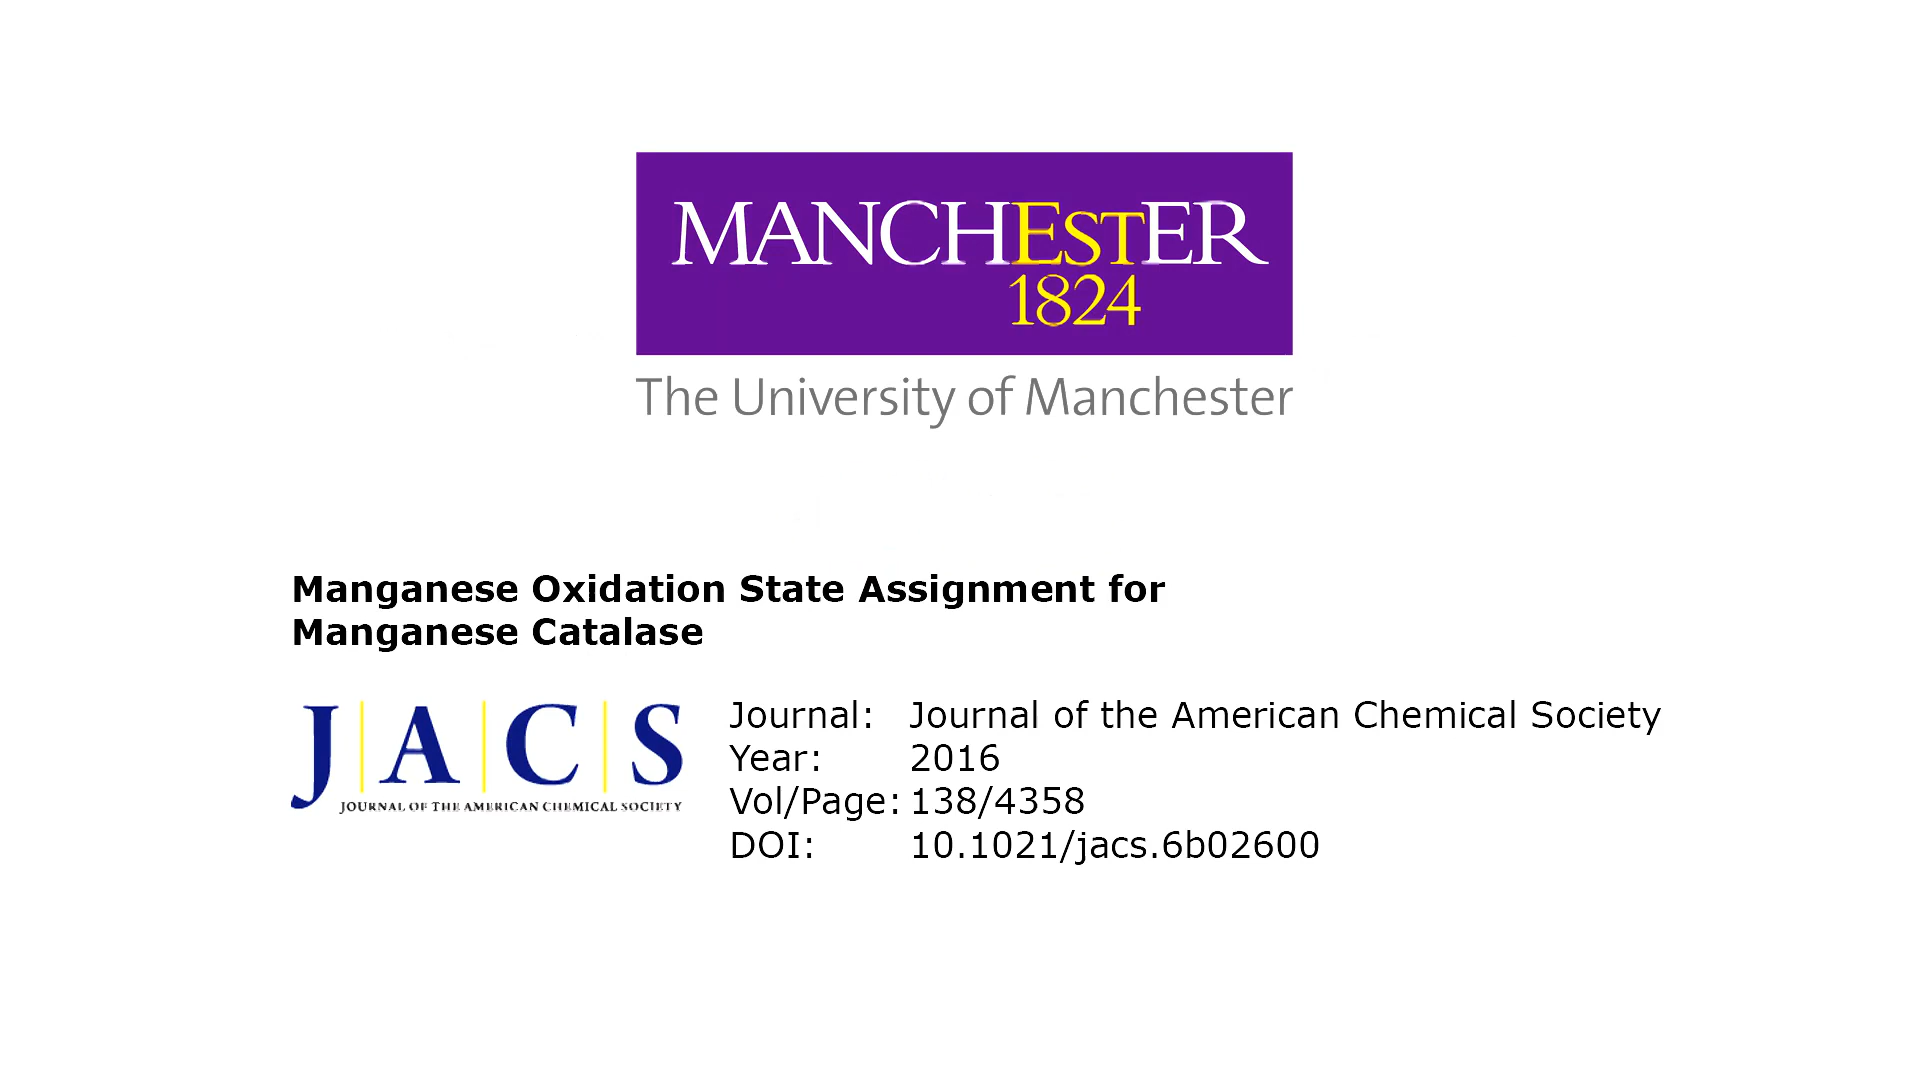 MANCHESTER
1824
The University of Manchester
Manganese Oxidation State Assignment for
Manganese Catalase
J A C S
JOURNAL OF THE AMERICAN CHEMICAL SOCIETY
Journal: Journal of the American Chemical Society
Year: 2016
Vol/Page: 138/4358
DOI: 10.1021/jacs.6b02600